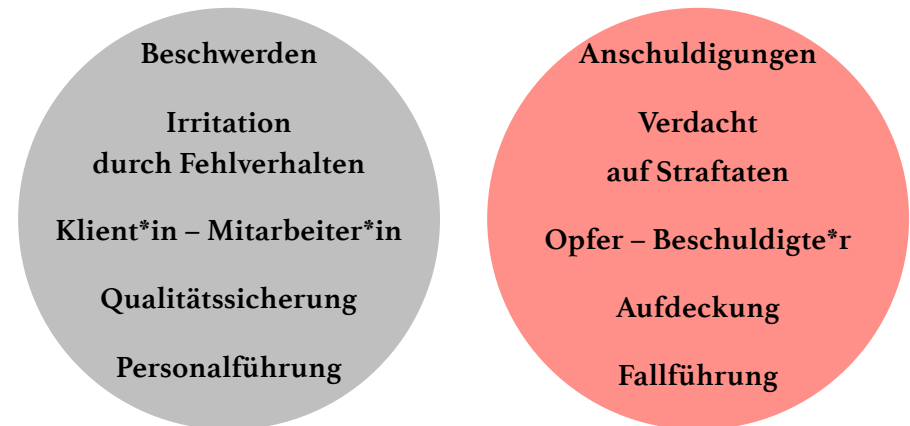 Beschwerden
Irritation
durch Fehlverhalten
Klient*in – Mitarbeiter*in
Qualitätssicherung
Personalführung
Anschuldigungen
Verdacht
auf Straftaten
Opfer – Beschuldigte*r
Aufdeckung
Fallführung